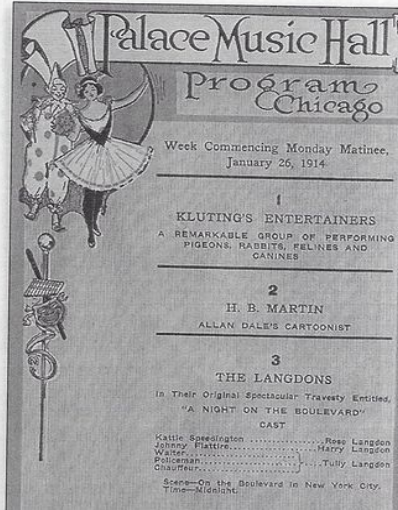 Palace Music Hall
Program
Chicago
Week Commencing Monday Matinee,
January 26, 1914
1
KLUTING'S ENTERTAINERS
A REMARKABLE GROUP OF PERFORMING
PIGEONS, RABBITS, FELINES AND
CANINES
2
H. B. MARTIN
ALLAN DALE'S CARTOONIST
3
THE LANGDONS
In Their Original Spectacular Travesty Entitled,
"A NIGHT ON THE BOULEVARD"
CAST
Kattie Speedington ..................Rose Langdon
Johnny Flattire....................Harry Langdon
Waiter....................
Policeman.................}....Tully Langdon
Chauffeur.................
Scene—On the Boulevard in New York City.
Time—Midnight.